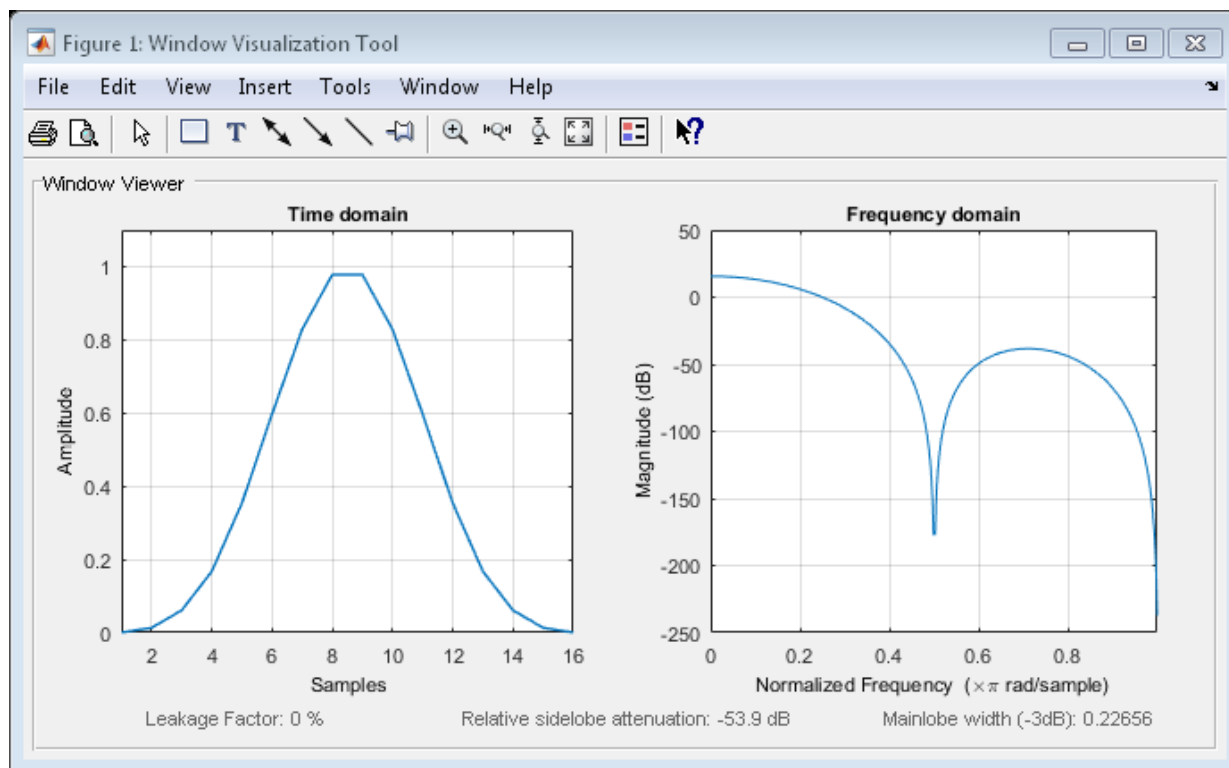 Figure 1: Window Visualization Tool
File Edit View Insert Tools Window Help
T
Window Viewer
Time domain
1
0.8
0.6
0.4
0.2
0
Amplitude
2 4 6 8 10 12 14 16
Samples
Frequency domain
50
0
-50
-100
-150
-200
-250
Magnitude (dB)
0 0.2 0.4 0.6 0.8
Normalized Frequency (×π rad/sample)
Leakage Factor: 0 % Relative sidelobe attenuation: -53.9 dB Mainlobe width (-3dB): 0.22656